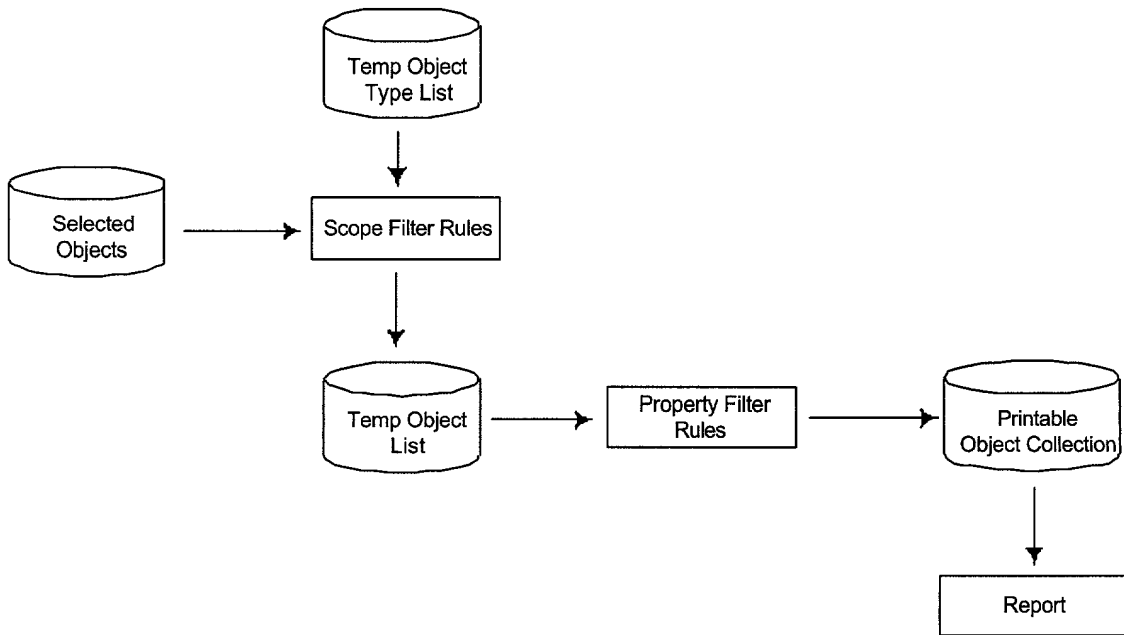 Temp Object
Type List
Selected
Objects
Scope Filter Rules
Temp Object
List
Property Filter
Rules
Printable
Object Collection
Report